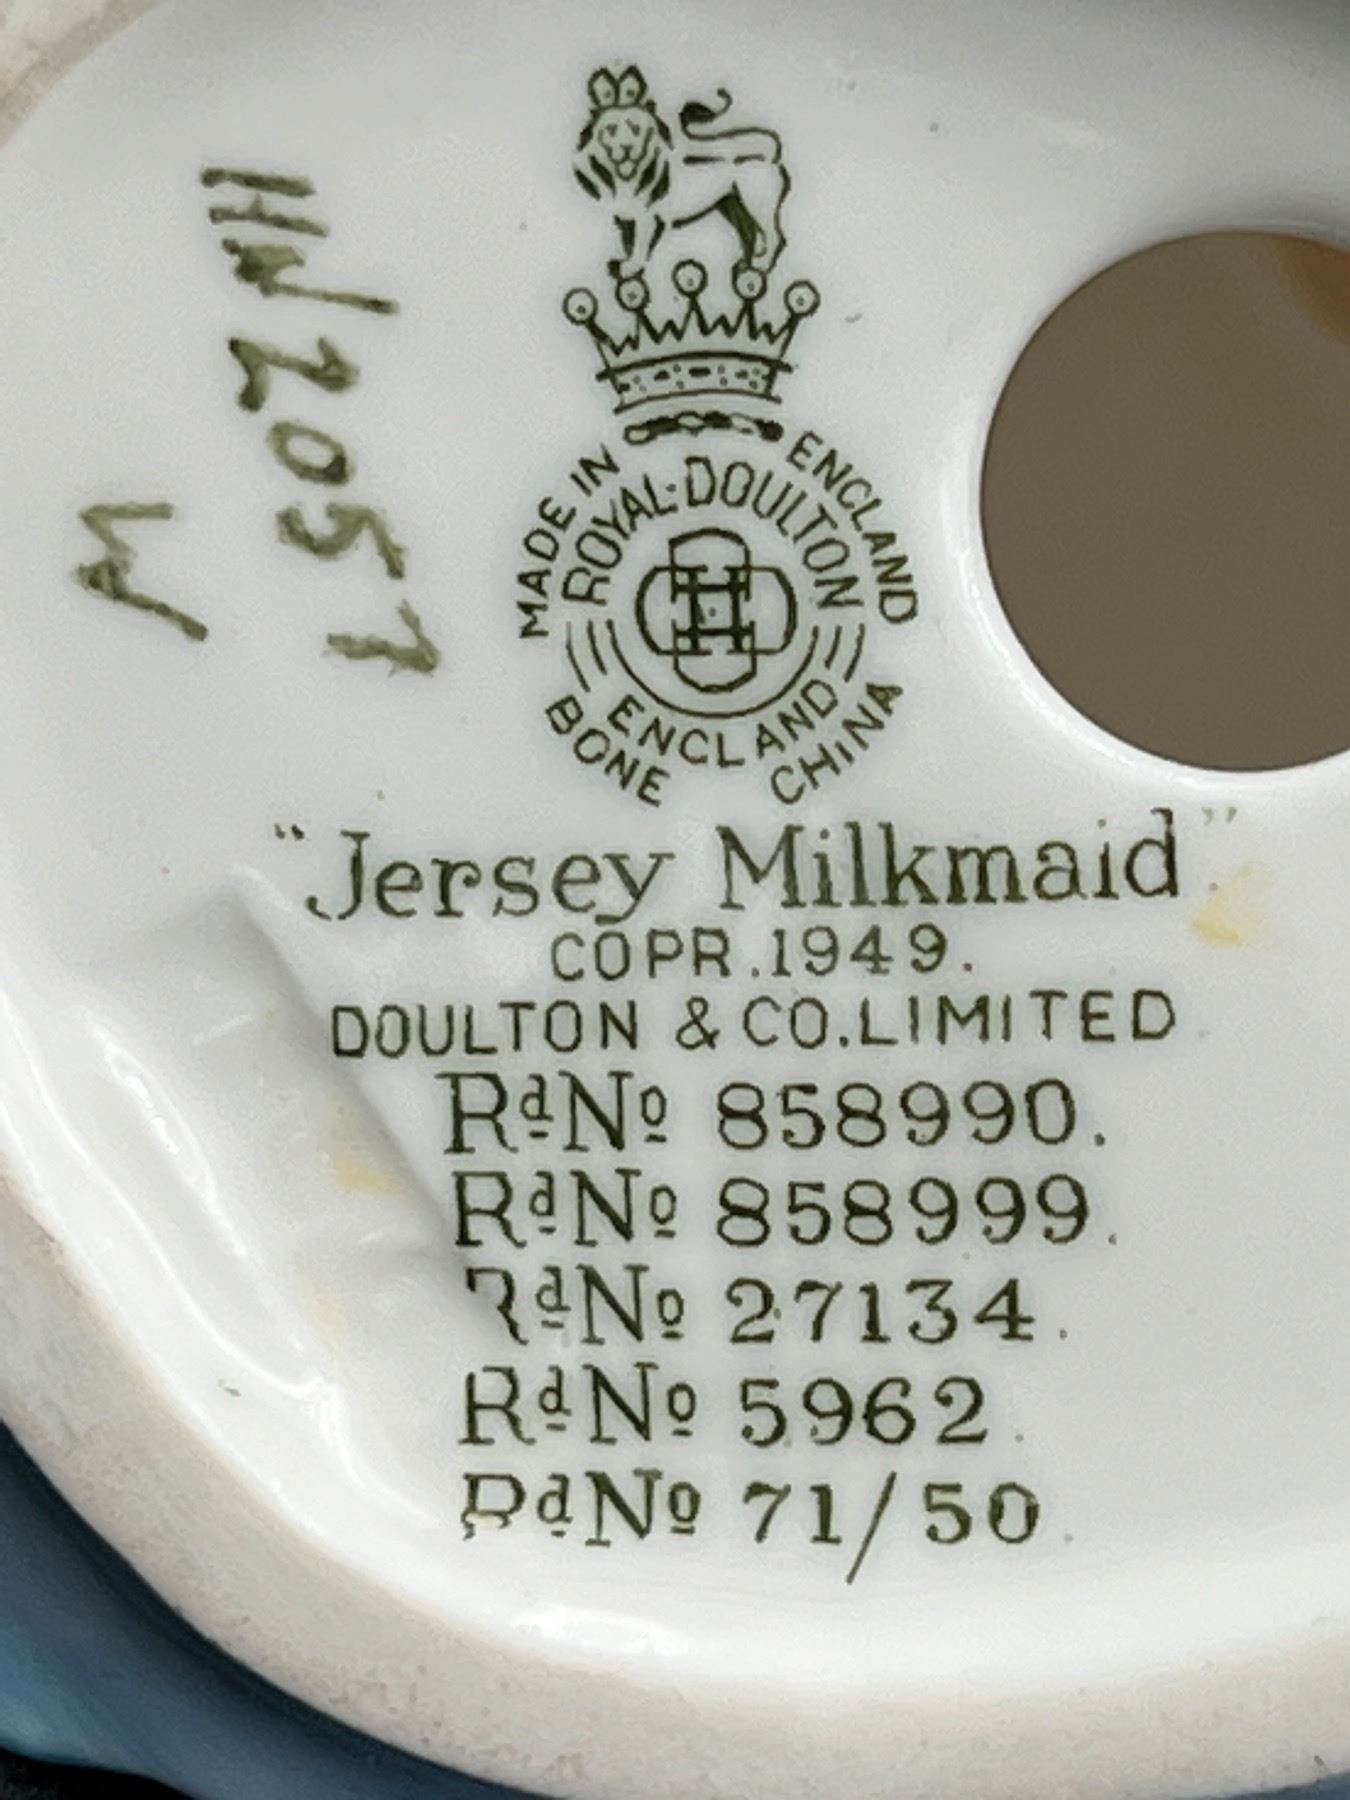 HN 2057
M
MADE IN ENGLAND
ROYAL·DOULTON
ENGLAND
BONE CHINA
"Jersey Milkmaid"
COPR.1949.
DOULTON & CO.LIMITED
Rd No 858990.
Rd No 858999.
Rd No 27134.
Rd No 5962.
Rd No 71/50.